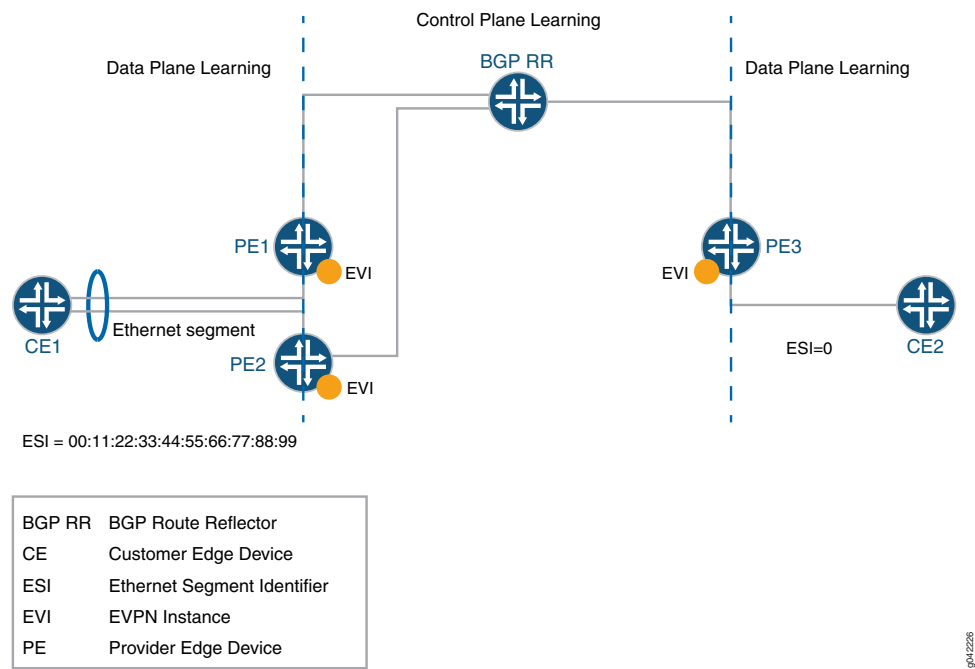 Control Plane Learning
Data Plane Learning
BGP RR
Data Plane Learning
PE1
EVI
EVI
PE3
CE1
Ethernet segment
PE2
EVI
ESI=0
CE2
ESI = 00:11:22:33:44:55:66:77:88:99
BGP RR BGP Route Reflector
CE Customer Edge Device
ESI Ethernet Segment Identifier
EVI EVPN Instance
PE Provider Edge Device
g042226